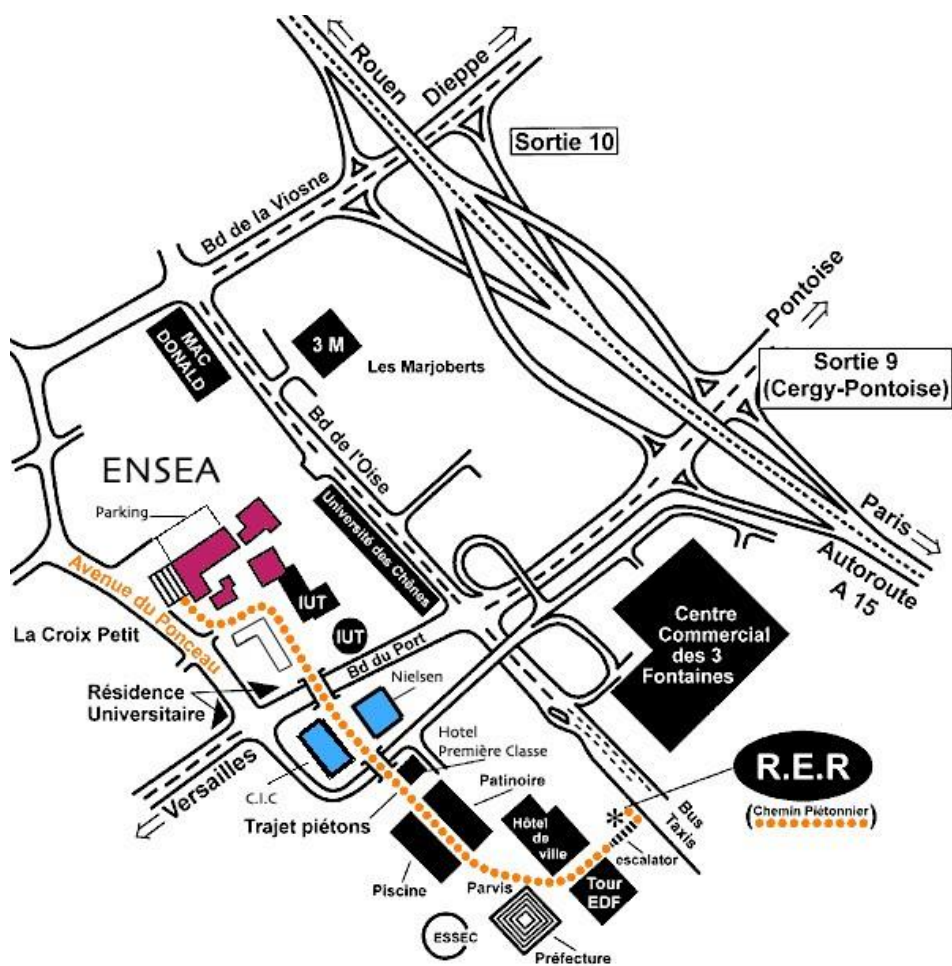 Rouen
Dieppe
Sortie 10
Bd de la Viosne
Pontoise
Sortie 9
(Cergy-Pontoise)
MAC
DONALD
3 M
Les Marjoberts
Bd de l'Oise
ENSEA
Parking
Université des Chênes
Paris
Autoroute
A 15
Avenue du Ponceau
IUT
IUT
La Croix Petit
Centre
Commercial
des 3
Fontaines
Bd du Port
Nielsen
Résidence
Universitaire
Hotel
Première Classe
Versailles
C.I.C
Patinoire
R.E.R
Trajet piétons
(Chemin Piétonnier)
Bus
Taxis
Hôtel
de
ville
escalator
Piscine
Parvis
Tour
EDF
ESSEC
Préfecture